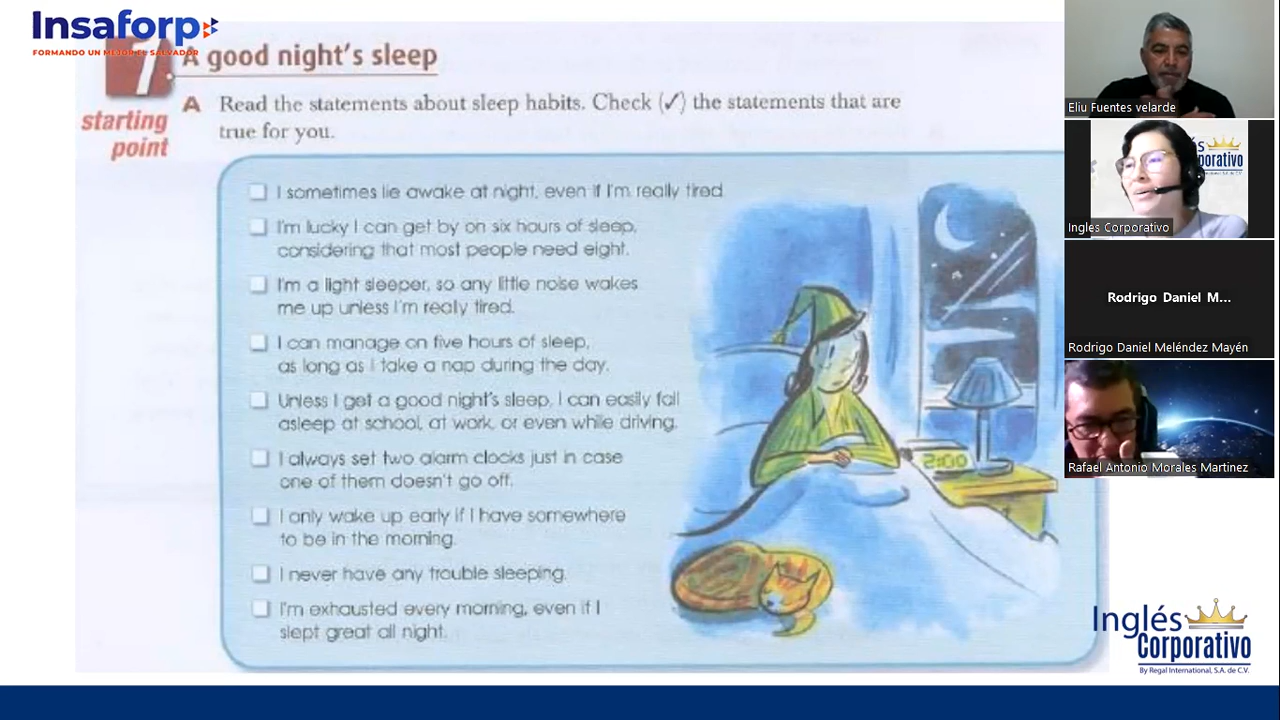 Insaforp
FORMANDO UN MEJOR EL SALVADOR
1
A good night's sleep
starting
point
A Read the statements about sleep habits. Check (✓) the statements that are
true for you.
I sometimes lie awake at night, even if I'm really tired.
I'm lucky I can get by on six hours of sleep,
considering that most people need eight.
I'm a light sleeper, so any little noise wakes
me up unless I'm really tired.
I can manage on five hours of sleep,
as long as I take a nap during the day.
Unless I get a good night's sleep, I can easily fall
asleep at school, at work, or even while driving.
I always set two alarm clocks just in case
one of them doesn't go off.
I only wake up early if I have somewhere
to be in the morning.
I never have any trouble sleeping.
I'm exhausted every morning, even if I
slept great all night.
2:00
Eliu Fuentes velarde
Ingles Corporativo
Rodrigo Daniel M...
Rodrigo Daniel Meléndez Mayén
Rafael Antonio Morales Martinez
Inglés
Corporativo
By Regal International, S.A. de C.V.